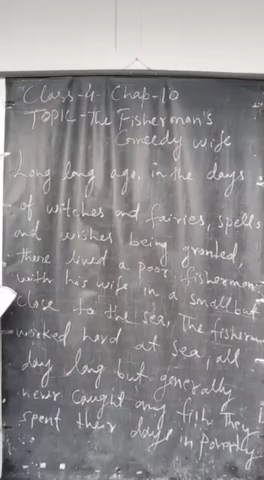 Class-4 Chap-10
TOPIC-The Fisherman's
Greedy wife
Long long ago, in the days
of witches and fairies, spells
and wishes being granted,
there lived a poor fisherman
with his wife in a small hut
close to the sea, The fisherm
worked hard at sea, all
day long but generally
never caught any fish They
spent their days in Poverty